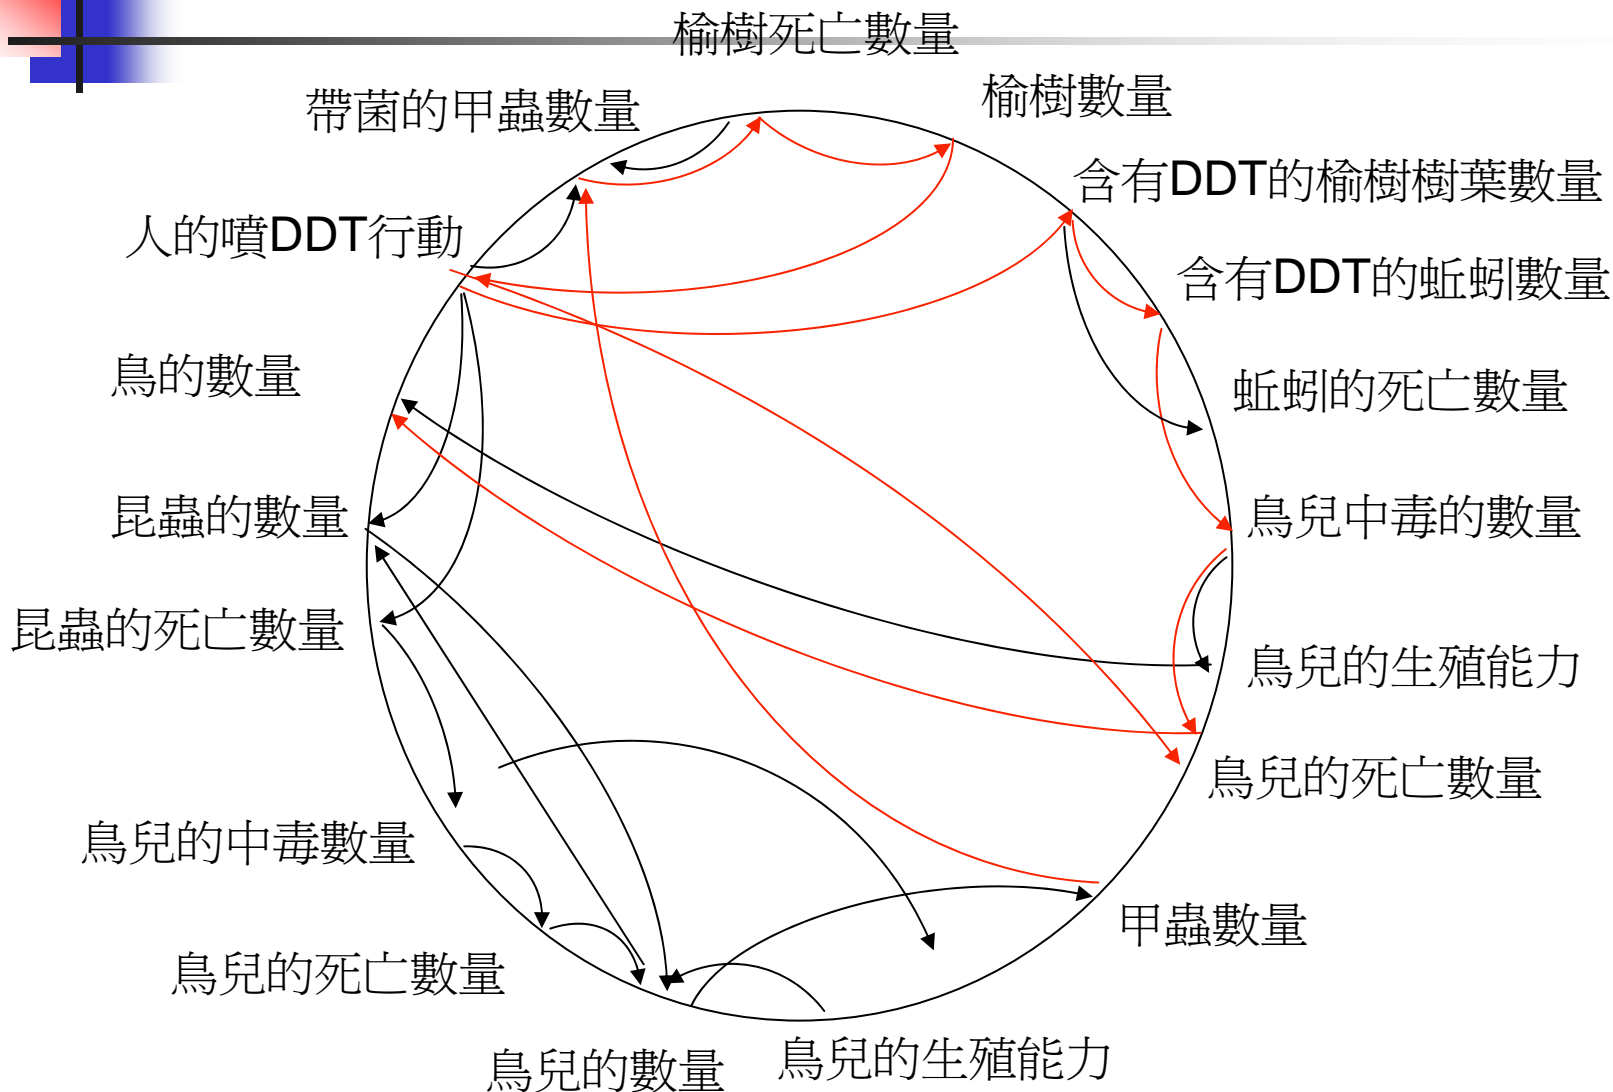 榆樹死亡數量
榆樹數量
帶菌的甲蟲數量
含有DDT的榆樹樹葉數量
人的噴DDT行動
含有DDT的蚯蚓數量
鳥的數量
蚯蚓的死亡數量
昆蟲的數量
鳥兒中毒的數量
昆蟲的死亡數量
鳥兒的生殖能力
鳥兒的死亡數量
鳥兒的中毒數量
甲蟲數量
鳥兒的死亡數量
鳥兒的數量
鳥兒的生殖能力